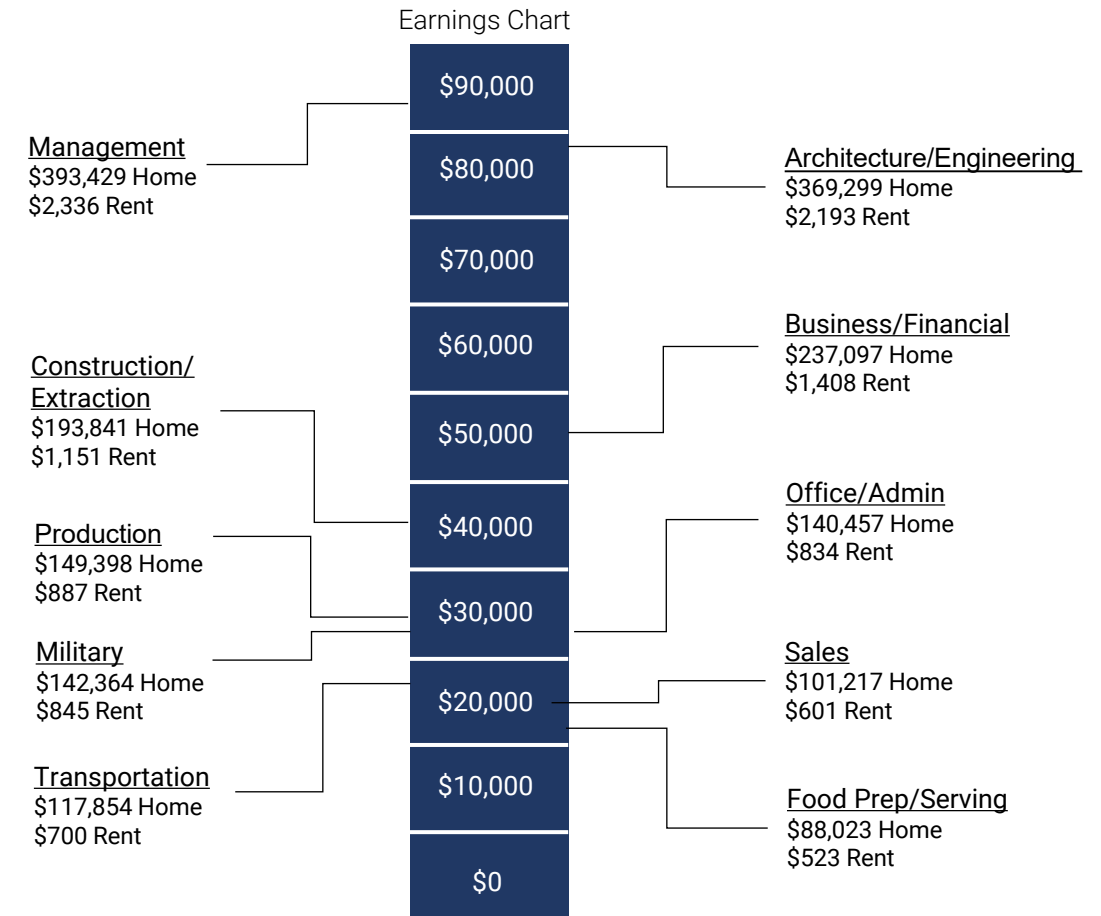 Earnings Chart
$90,000
$80,000
$70,000
$60,000
$50,000
$40,000
$30,000
$20,000
$10,000
$0
Management
$393,429 Home
$2,336 Rent
Construction/
Extraction
$193,841 Home
$1,151 Rent
Production
$149,398 Home
$887 Rent
Military
$142,364 Home
$845 Rent
Transportation
$117,854 Home
$700 Rent
Architecture/Engineering
$369,299 Home
$2,193 Rent
Business/Financial
$237,097 Home
$1,408 Rent
Office/Admin
$140,457 Home
$834 Rent
Sales
$101,217 Home
$601 Rent
Food Prep/Serving
$88,023 Home
$523 Rent